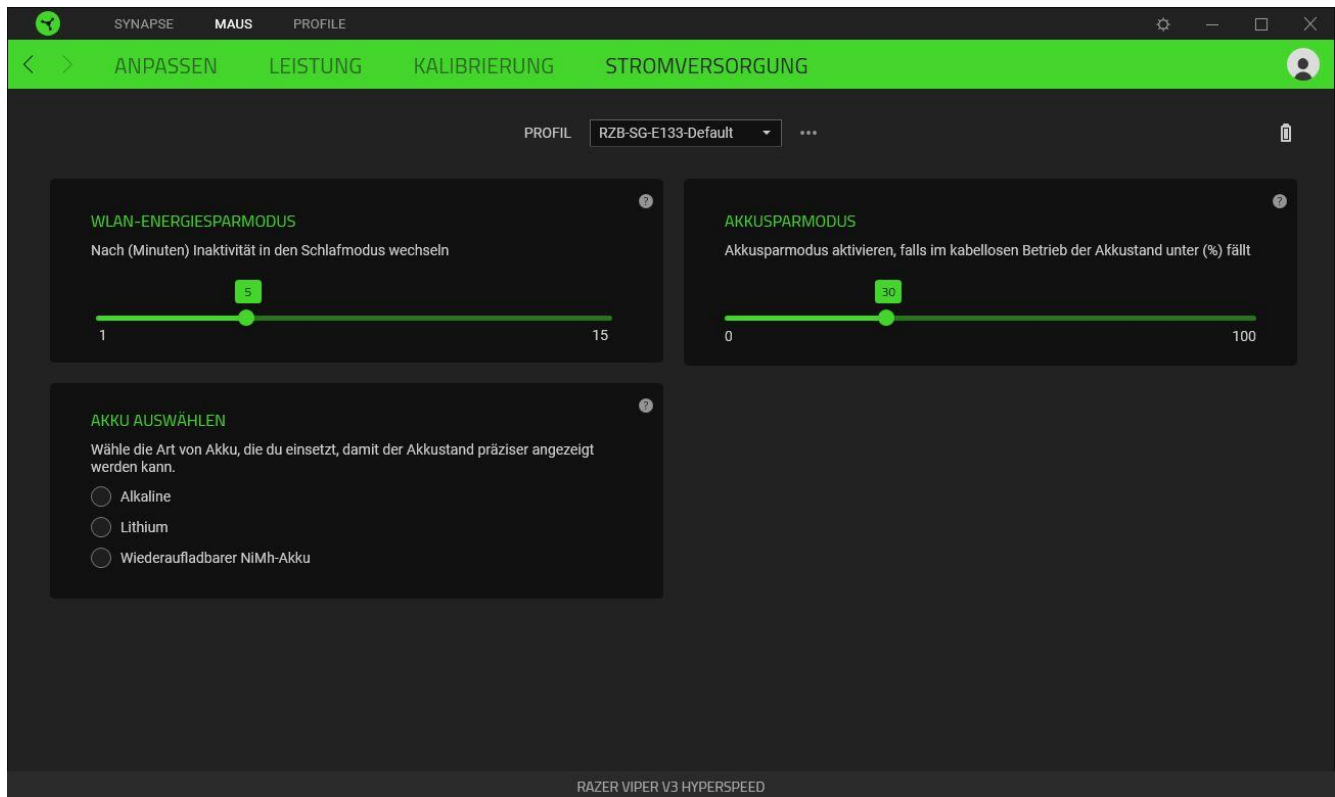 SYNAPSE MAUS PROFILE
ANPASSEN LEISTUNG KALIBRIERUNG STROMVERSORGUNG
PROFIL RZB-SG-E133-Default
WLAN-ENERGIESPARMODUS
Nach (Minuten) Inaktivität in den Schlafmodus wechseln
5
1 15
AKKUSPARMODUS
Akkusparmodus aktivieren, falls im kabellosen Betrieb der Akkustand unter (%) fällt
30
0 100
AKKU AUSWÄHLEN
Wähle die Art von Akku, die du einsetzt, damit der Akkustand präziser angezeigt
werden kann.
Alkaline
Lithium
Wiederaufladbarer NiMh-Akku
RAZER VIPER V3 HYPERSPEED